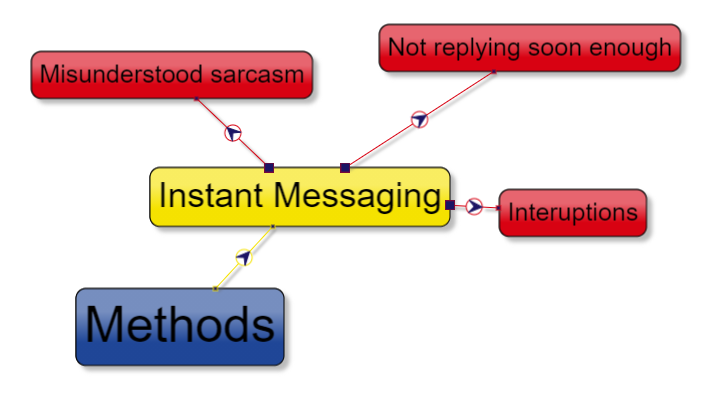 Not replying soon enough
Misunderstood sarcasm
Instant Messaging
Interuptions
Methods